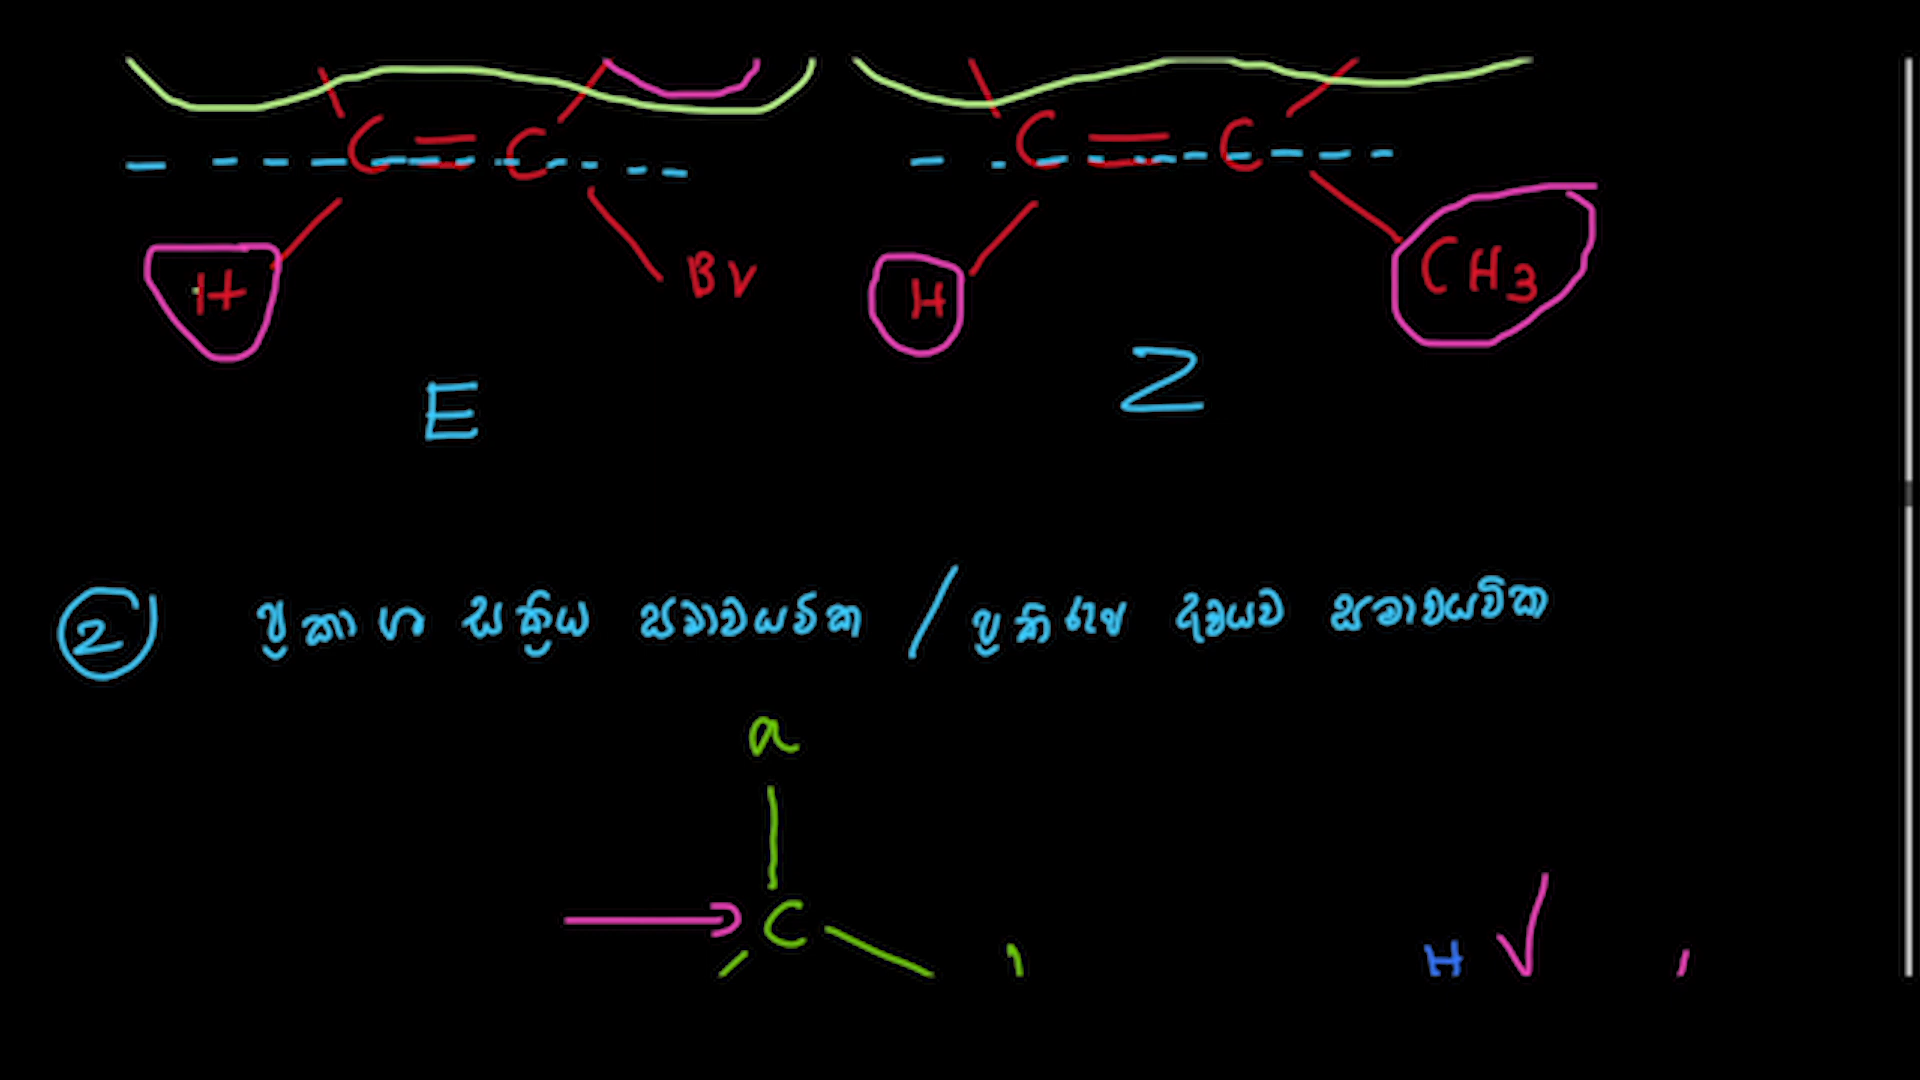 C = C C = C
H Br H CH3
E Z
2 ප්‍රකාශ සක්‍රිය සමාවයවික / ප්‍රතිරූප අවයව සමාවයවික
a
C H